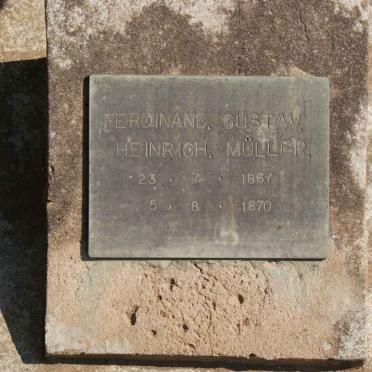 FERDINAND. GUSTAV.
HEINRICH. MÜLLER.
23 · 7 · 1867
5 · 8 · 1870